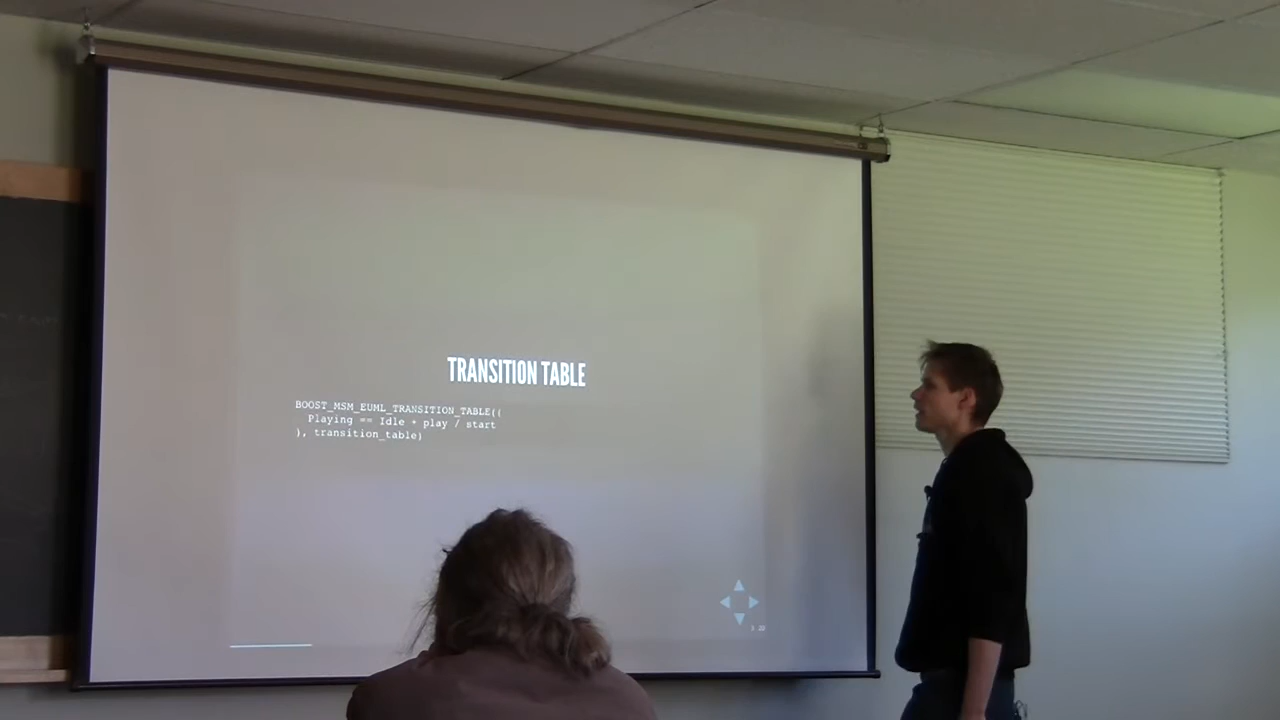 TRANSITION TABLE
BOOST_MSM_EUML_TRANSITION_TABLE((
Playing == Idle + play / start
), transition_table)